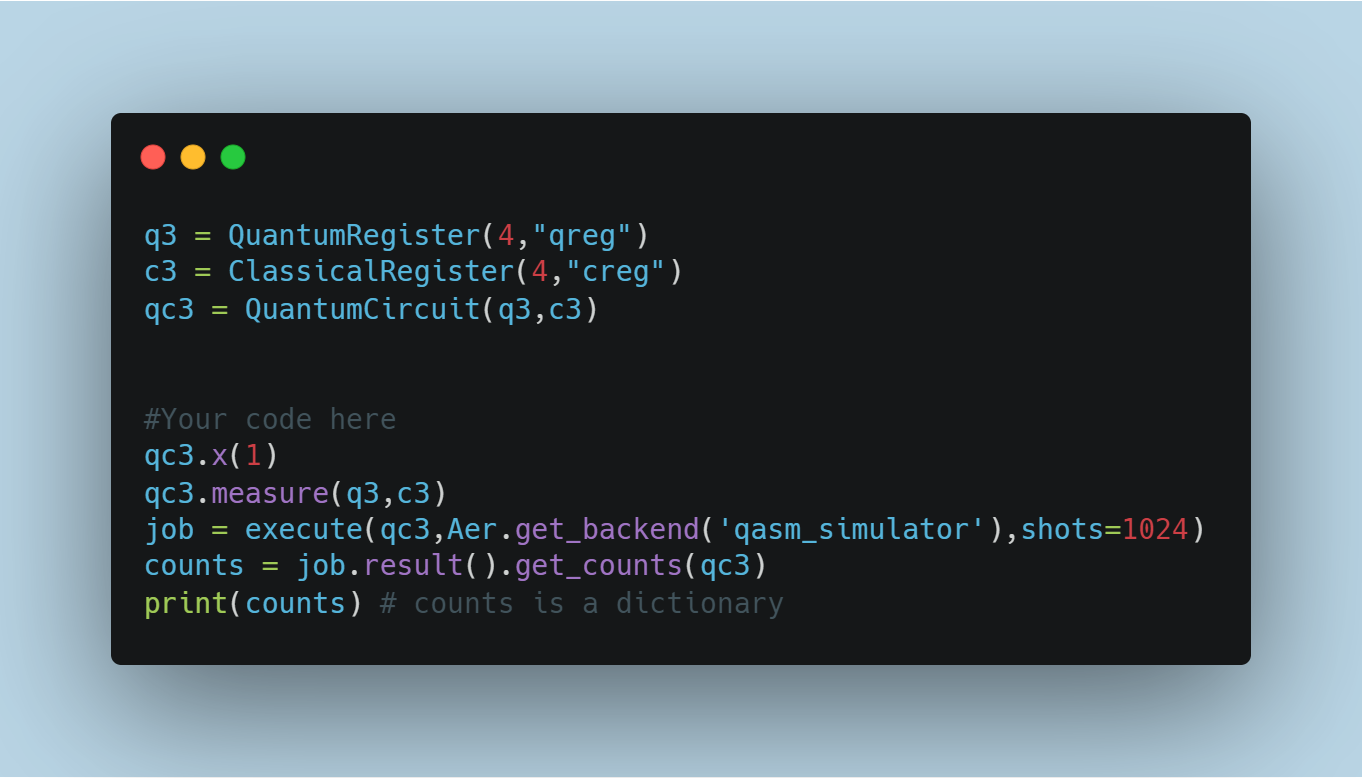 q3 = QuantumRegister(4,"qreg")
c3 = ClassicalRegister(4,"creg")
qc3 = QuantumCircuit(q3,c3)
#Your code here
qc3.x(1)
qc3.measure(q3,c3)
job = execute(qc3,Aer.get_backend('qasm_simulator'),shots=1024)
counts = job.result().get_counts(qc3)
print(counts) # counts is a dictionary